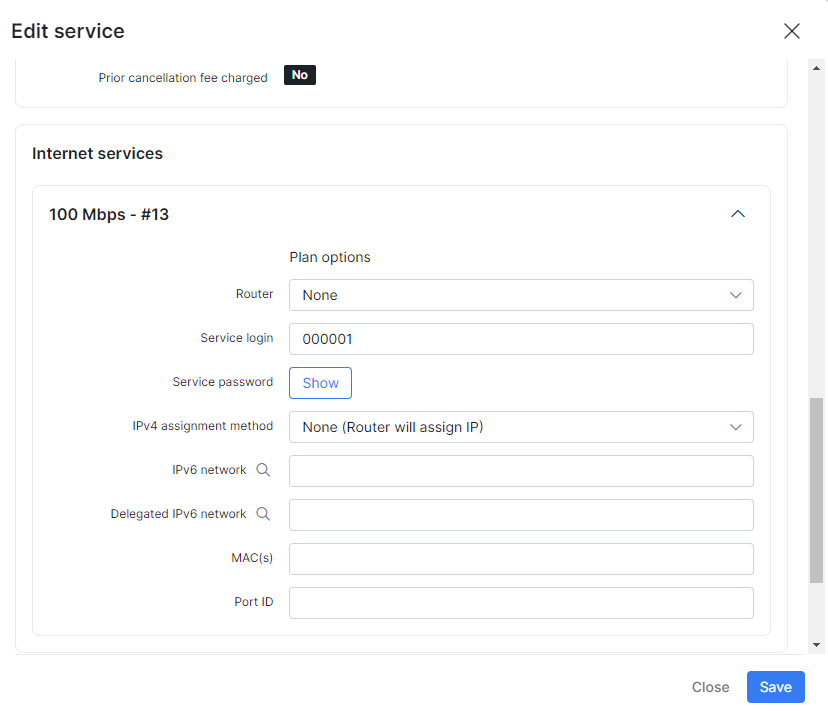 Edit service
Prior cancellation fee charged No
Internet services
100 Mbps - #13
Plan options
Router None
Service login 000001
Service password Show
IPv4 assignment method None (Router will assign IP)
IPv6 network
Delegated IPv6 network
MAC(s)
Port ID
Close Save